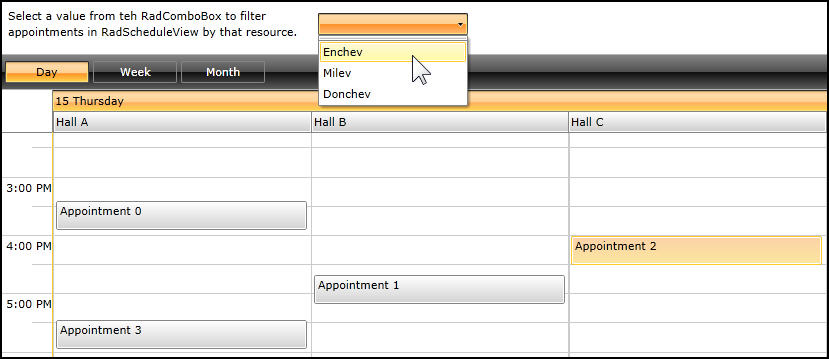 Select a value from teh RadComboBox to filter
appointments in RadScheduleView by that resource.
Enchev
Milev
Donchev
Day Week Month
15 Thursday
Hall A Hall B Hall C
3:00 PM
Appointment 0
4:00 PM
Appointment 2
Appointment 1
5:00 PM
Appointment 3